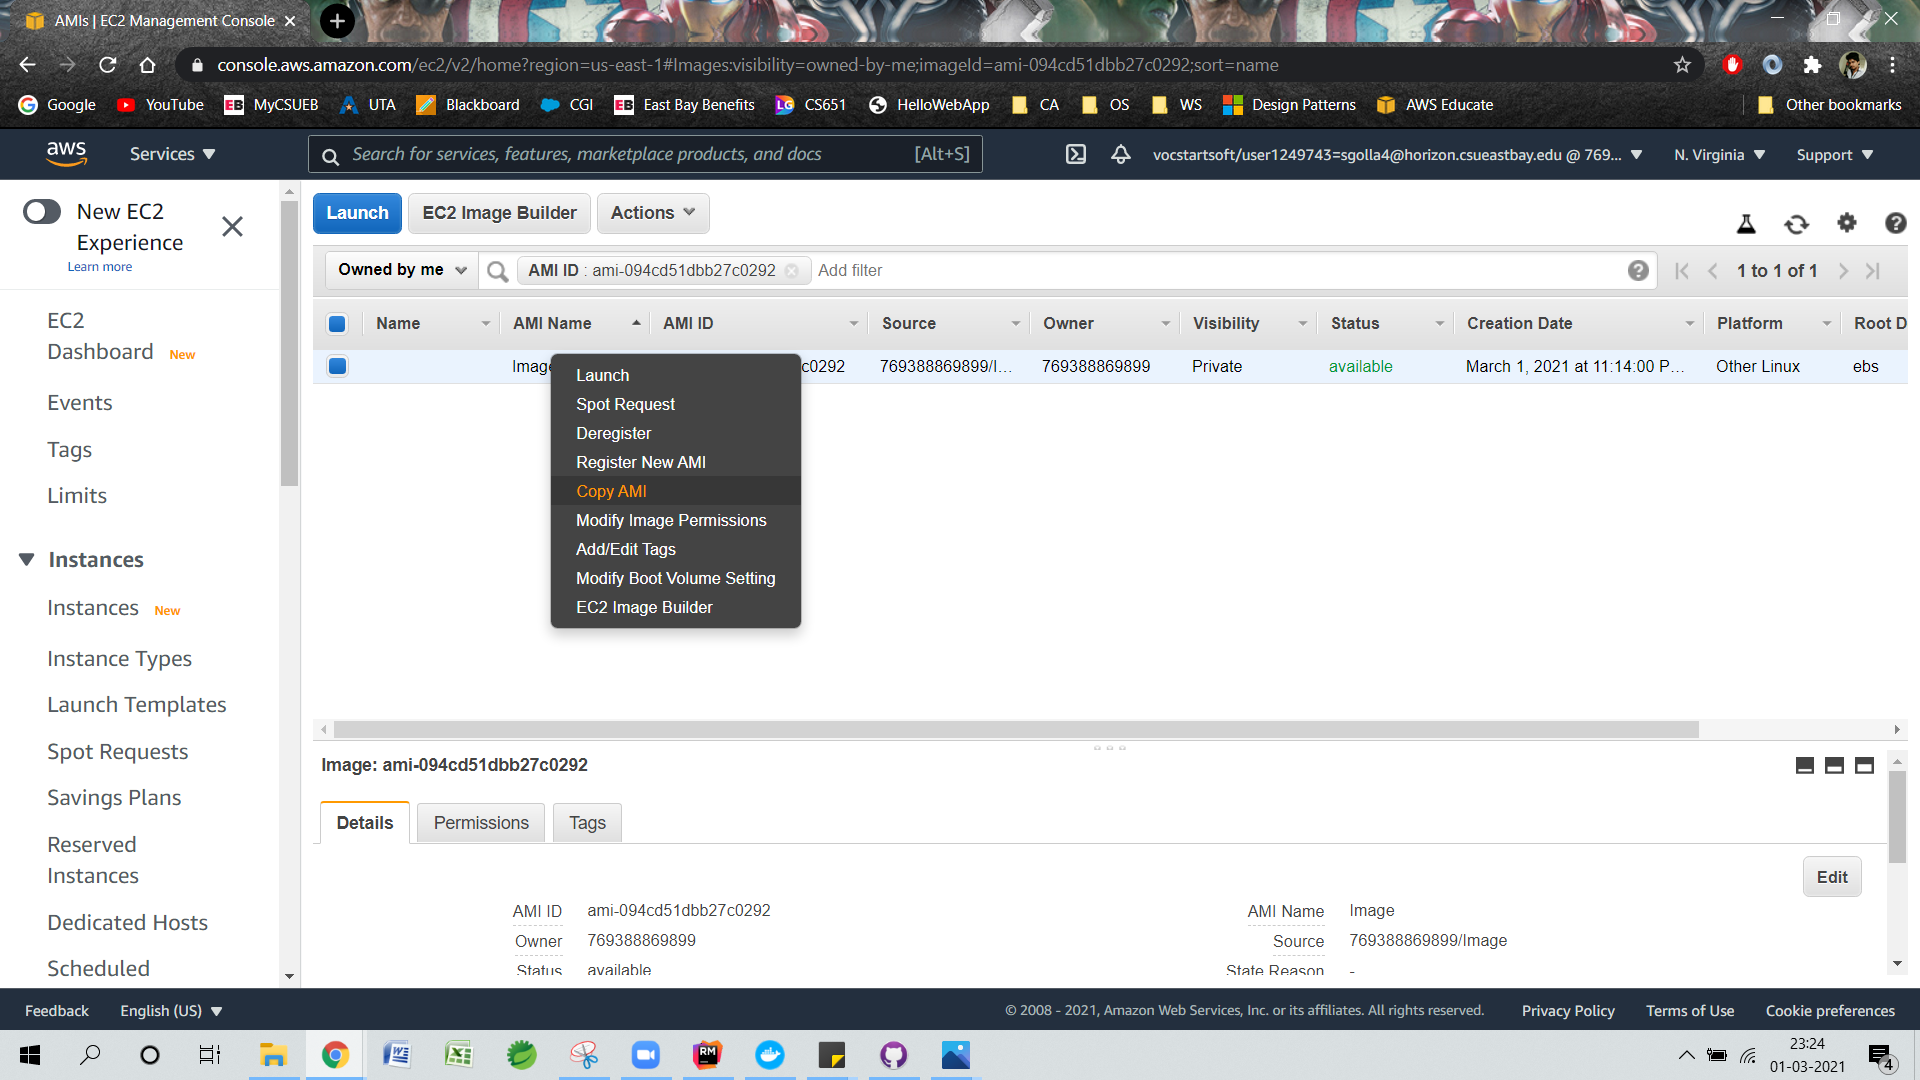 AMIs | EC2 Management Console
console.aws.amazon.com/ec2/v2/home?region=us-east-1#Images:visibility=owned-by-me;imageId=ami-094cd51dbb27c0292;sort=name
Google YouTube EB MyCSUEB UTA Blackboard CGI EB East Bay Benefits LG CS651 HelloWebApp CA OS WS Design Patterns AWS Educate Other bookmarks
aws Services Search for services, features, marketplace products, and docs [Alt+S] vocstartsoft/user1249743=sgolla4@horizon.csueastbay.edu @ 769... N. Virginia Support
New EC2
Experience
Learn more
EC2
Dashboard New
Events
Tags
Limits
Instances
Instances New
Instance Types
Launch Templates
Spot Requests
Savings Plans
Reserved
Instances
Dedicated Hosts
Scheduled
Launch EC2 Image Builder Actions
Owned by me AMI ID : ami-094cd51dbb27c0292 Add filter 1 to 1 of 1
Name AMI Name AMI ID Source Owner Visibility Status Creation Date Platform Root D
Image c0292 769388869899/I... 769388869899 Private available March 1, 2021 at 11:14:00 P... Other Linux ebs
Launch
Spot Request
Deregister
Register New AMI
Copy AMI
Modify Image Permissions
Add/Edit Tags
Modify Boot Volume Setting
EC2 Image Builder
Image: ami-094cd51dbb27c0292
Details Permissions Tags
Edit
AMI ID ami-094cd51dbb27c0292 AMI Name Image
Owner 769388869899 Source 769388869899/Image
Status available State Reason -
Feedback English (US) © 2008 - 2021, Amazon Web Services, Inc. or its affiliates. All rights reserved. Privacy Policy Terms of Use Cookie preferences
RM
23:24
01-03-2021
4